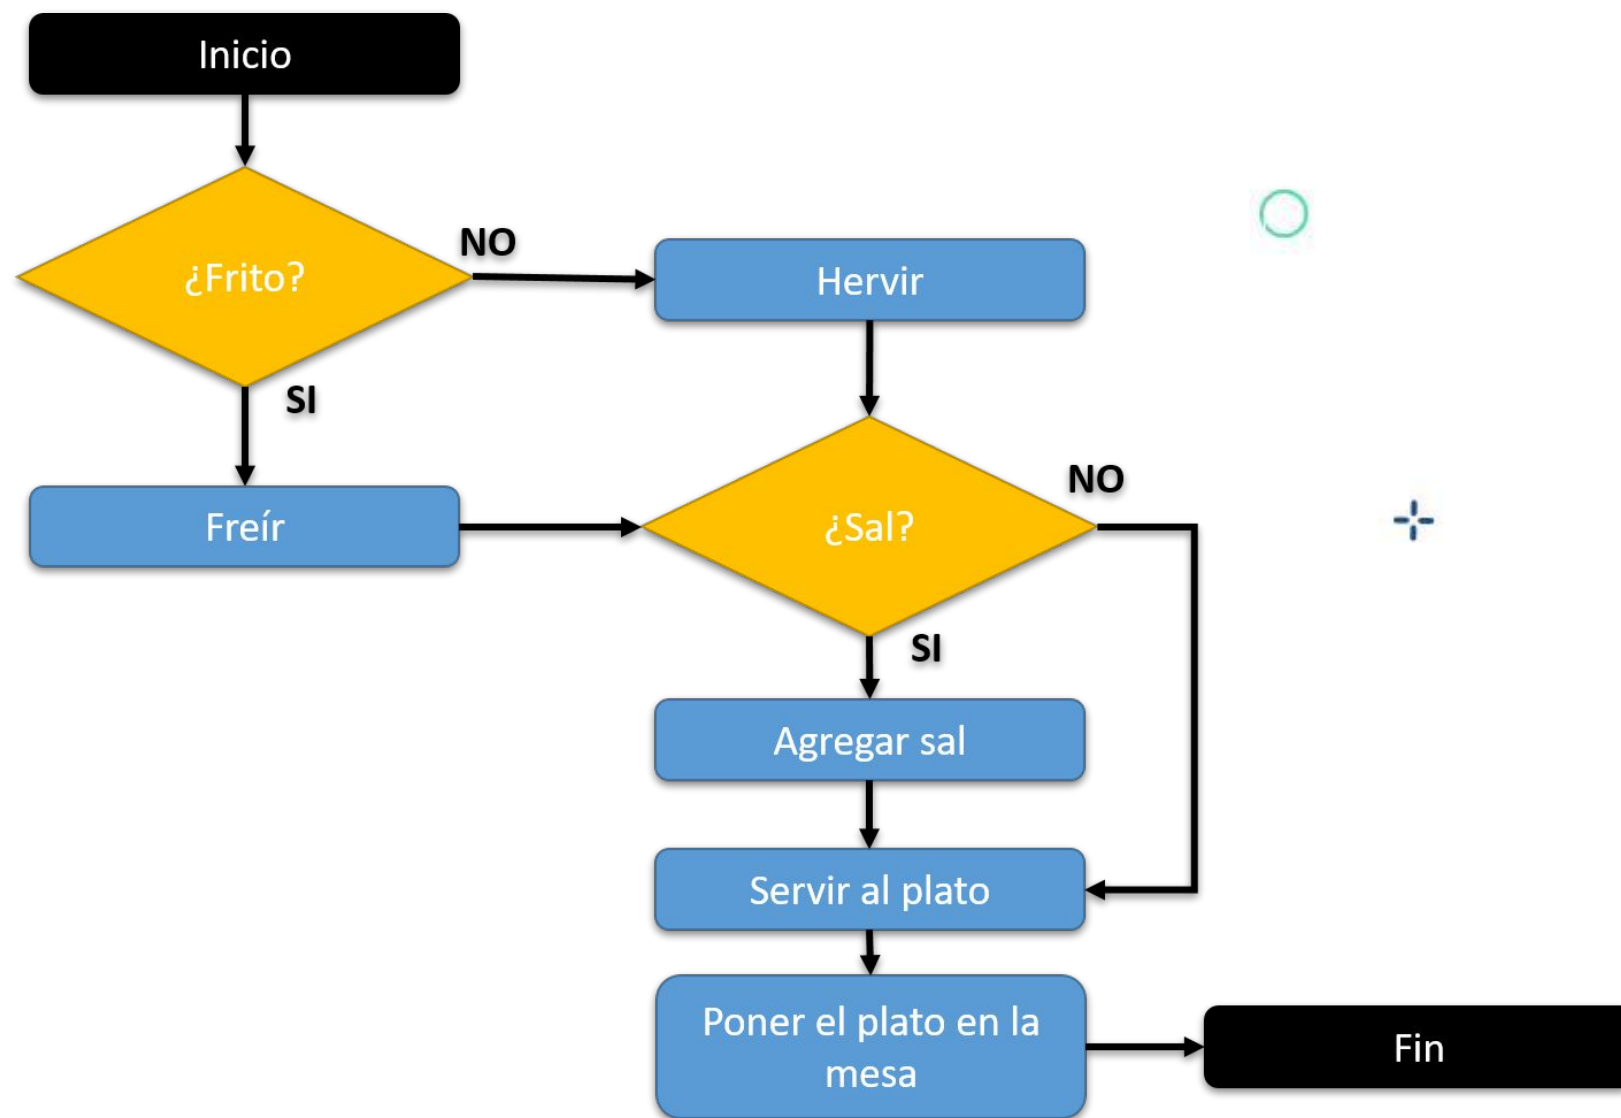 Inicio
¿Frito?
NO
Hervir
SI
Freír
¿Sal?
NO
SI
Agregar sal
Servir al plato
Poner el plato en la
mesa
Fin